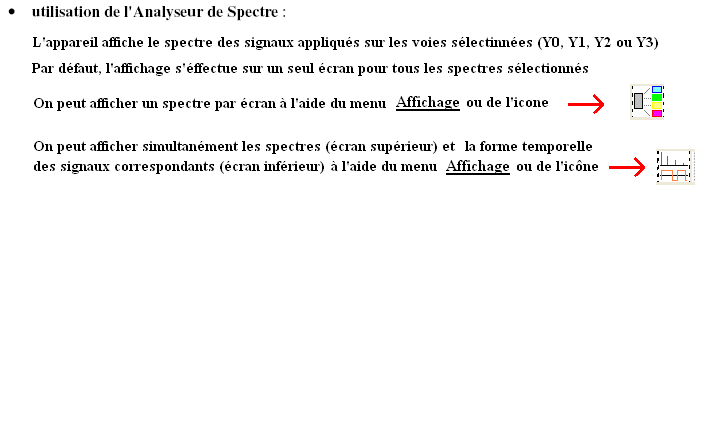 • utilisation de l'Analyseur de Spectre :
L'appareil affiche le spectre des signaux appliqués sur les voies sélectinnées (Y0, Y1, Y2 ou Y3)
Par défaut, l'affichage s'éffectue sur un seul écran pour tous les spectres sélectionnés
On peut afficher un spectre par écran à l'aide du menu Affichage ou de l'icone
On peut afficher simultanément les spectres (écran supérieur) et la forme temporelle
des signaux correspondants (écran inférieur) à l'aide du menu Affichage ou de l'icône